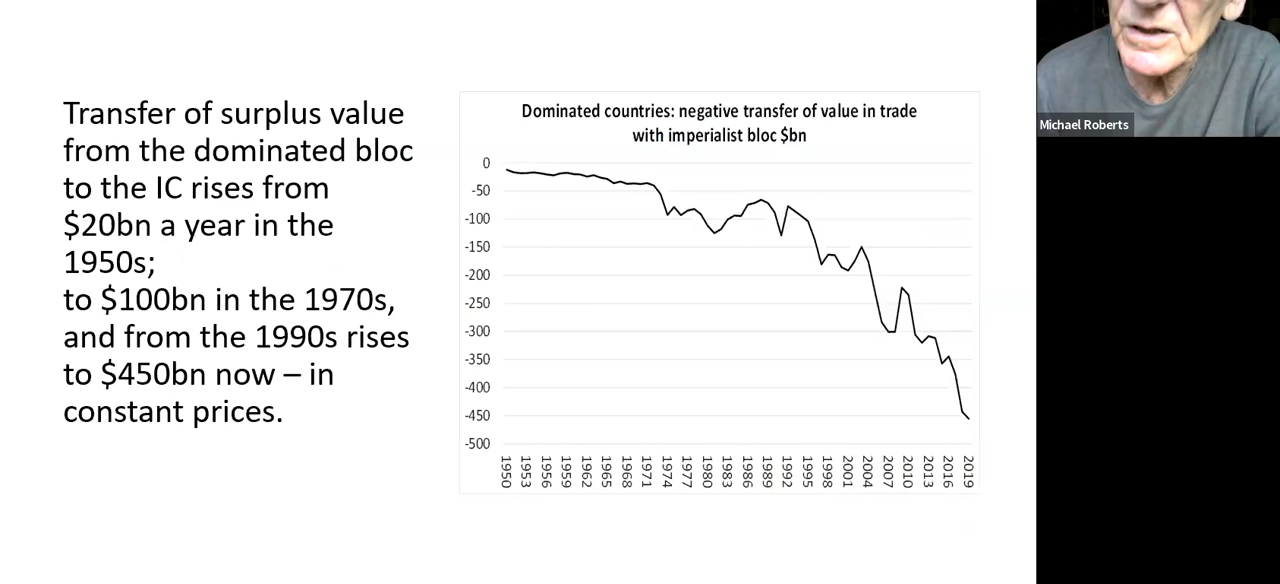 Transfer of surplus value
from the dominated bloc
to the IC rises from
$20bn a year in the
1950s;
to $100bn in the 1970s,
and from the 1990s rises
to $450bn now – in
constant prices.
Dominated countries: negative transfer of value in trade
with imperialist bloc $bn
0
-50
-100
-150
-200
-250
-300
-350
-400
-450
-500
1950
1953
1956
1959
1962
1965
1968
1971
1974
1977
1980
1983
1986
1989
1992
1995
1998
2001
2004
2007
2010
2013
2016
2019
Michael Roberts